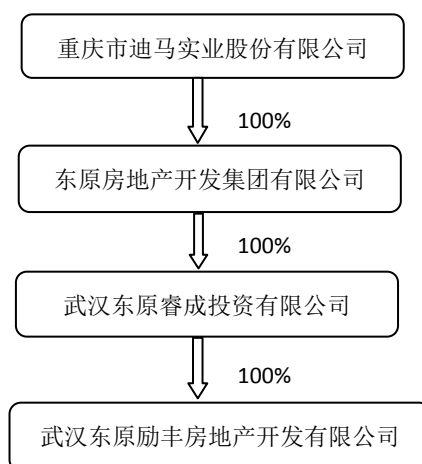 重庆市迪马实业股份有限公司
100%
东原房地产开发集团有限公司
100%
武汉东原睿成投资有限公司
100%
武汉东原励丰房地产开发有限公司